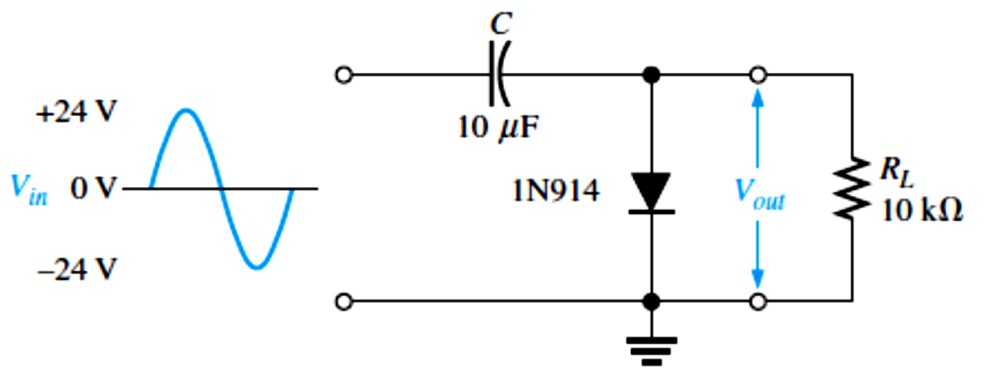 C
10 μF
+24 V
V_in 0 V
–24 V
1N914
V_out
R_L
10 kΩ